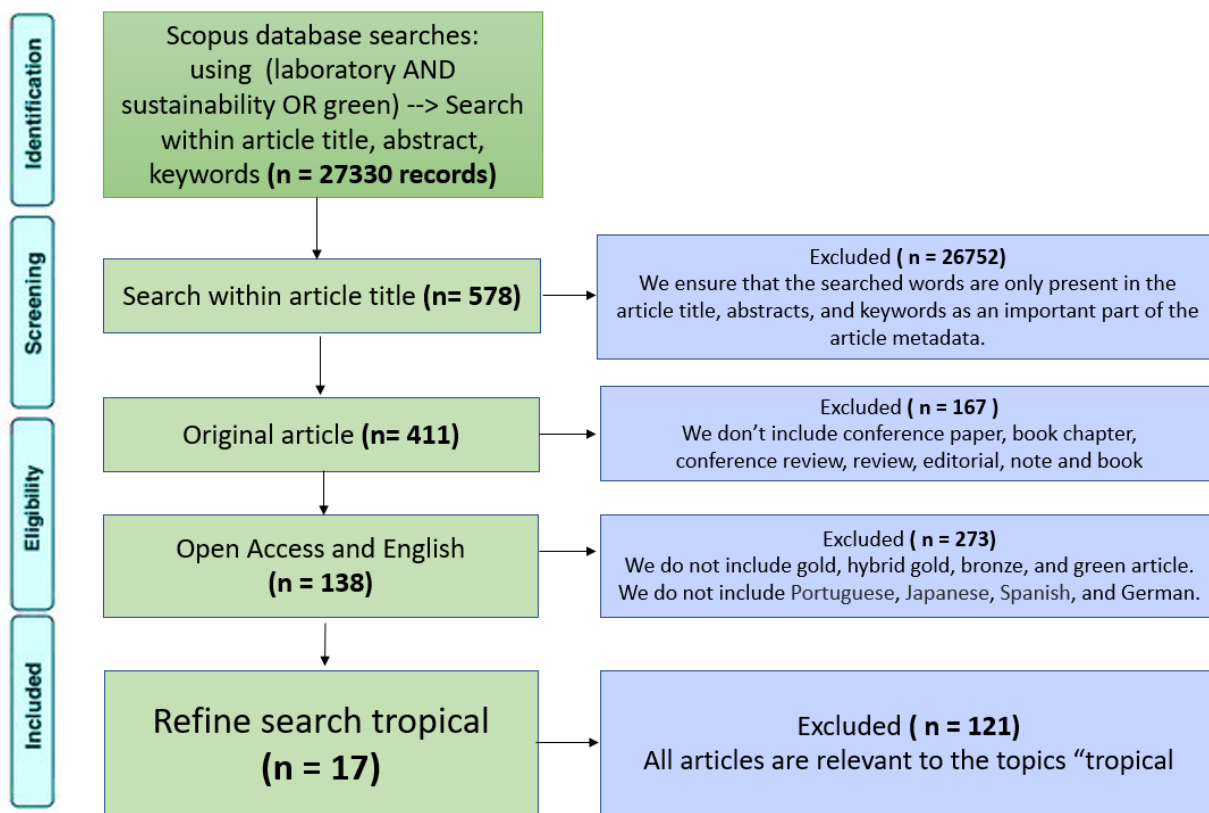 Identification
Scopus database searches:
using  (laboratory AND
sustainability OR green) --> Search
within article title, abstract,
keywords (n = 27330 records)
Screening
Search within article title (n= 578)
Excluded ( n = 26752)
We ensure that the searched words are only present in the
article title, abstracts, and keywords as an important part of the
article metadata.
Eligibility
Original article (n= 411)
Excluded ( n = 167 )
We don't include conference paper, book chapter,
conference review, review, editorial, note and book
Open Access and English
(n = 138)
Excluded ( n = 273)
We do not include gold, hybrid gold, bronze, and green article.
We do not include Portuguese, Japanese, Spanish, and German.
Included
Refine search tropical
(n = 17)
Excluded ( n = 121)
All articles are relevant to the topics “tropical